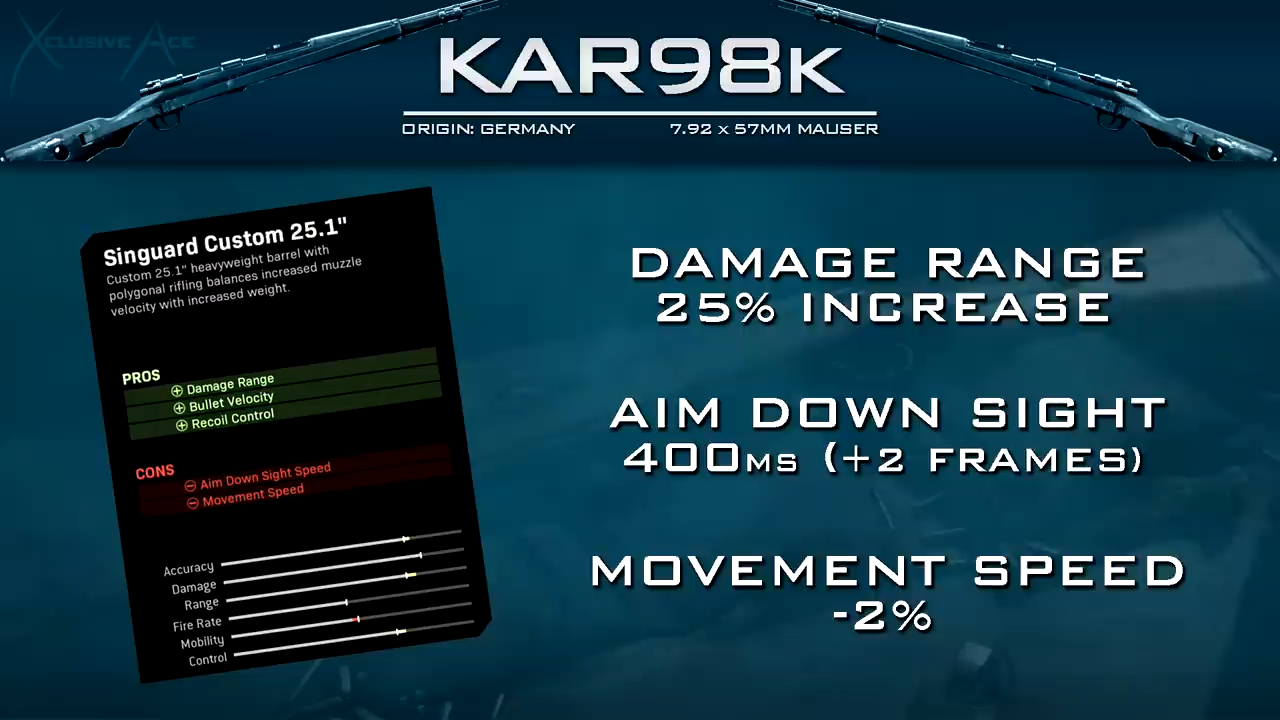 Xclusive Ace
KAR98K
ORIGIN: GERMANY
7.92 x 57MM MAUSER
Singuard Custom 25.1"
Custom 25.1" heavyweight barrel with
polygonal rifling balances increased muzzle
velocity with increased weight.
PROS
Damage Range
Bullet Velocity
Recoil Control
CONS
Aim Down Sight Speed
Movement Speed
Accuracy
Damage
Range
Fire Rate
Mobility
Control
DAMAGE RANGE
25% INCREASE
AIM DOWN SIGHT
400MS (+2 FRAMES)
MOVEMENT SPEED
-2%